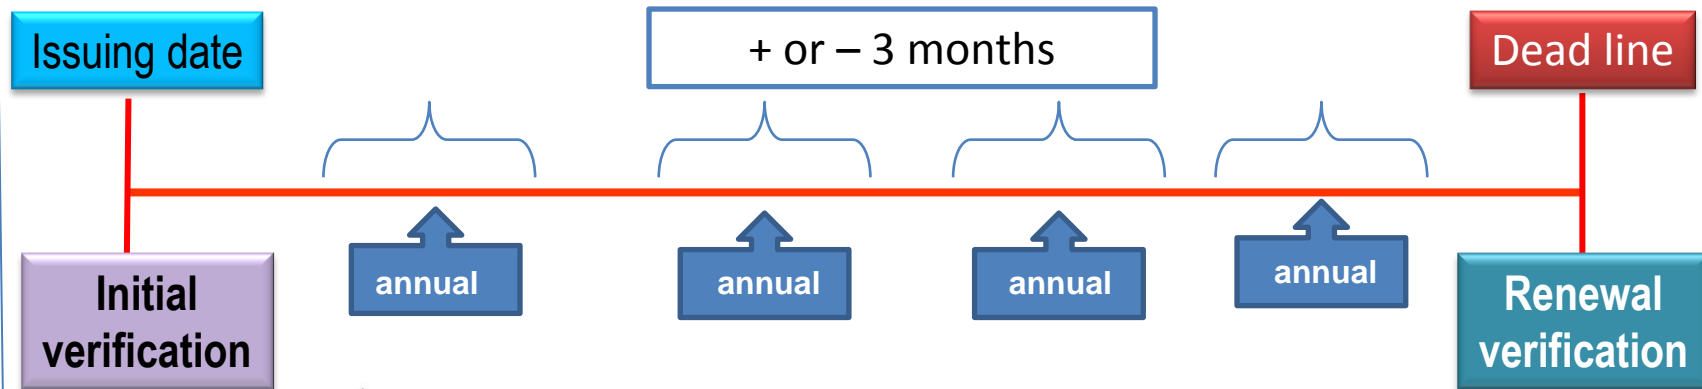 Issuing date
+ or – 3 months
Dead line
annual
annual
annual
annual
Initial
verification
Renewal
verification